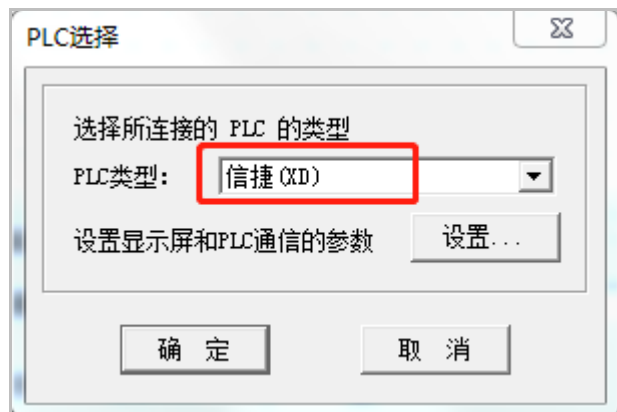 PLC选择
选择所连接的 PLC 的类型
PLC类型： 信捷(XD)
设置显示屏和PLC通信的参数 设置...
确 定 取 消